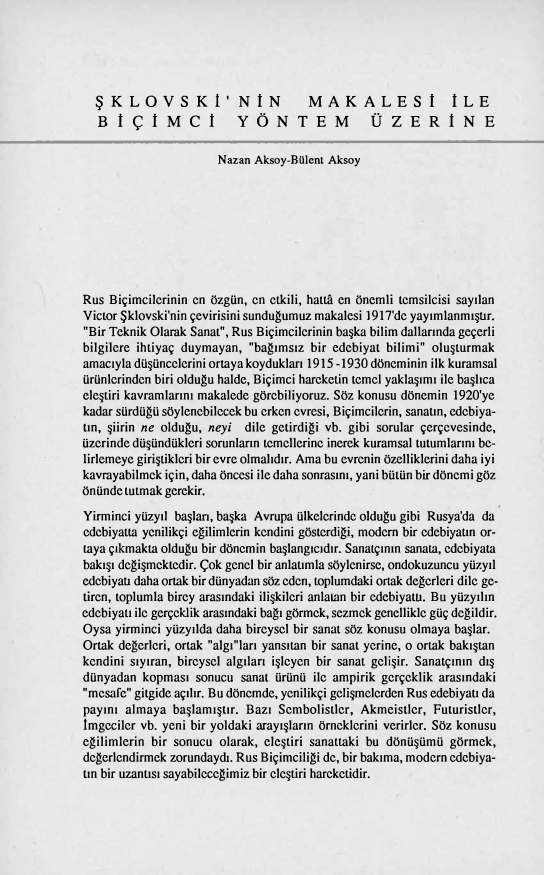 ŞKLOVSKİ'NİN MAKALESİ İLE
BİÇİMCİ YÖNTEM ÜZERİNE
Nazan Aksoy-Bülent Aksoy
Rus Biçimcilerinin en özgün, en etkili, hattâ en önemli temsilcisi sayılan
Victor Şklovski'nin çevirisini sunduğumuz makalesi 1917'de yayımlanmıştır.
"Bir Teknik Olarak Sanat", Rus Biçimcilerinin başka bilim dallarında geçerli
bilgilere ihtiyaç duymayan, "bağımsız bir edebiyat bilimi" oluşturmak
amacıyla düşüncelerini ortaya koydukları 1915-1930 döneminin ilk kuramsal
ürünlerinden biri olduğu halde, Biçimci hareketin temel yaklaşımı ile başlıca
eleştiri kavramlarını makalede görebiliyoruz. Söz konusu dönemin 1920'ye
kadar sürdüğü söylenebilecek bu erken evresi, Biçimcilerin, sanatın, edebiya-
tın, şiirin ne olduğu, neyi dile getirdiği vb. gibi sorular çerçevesinde,
üzerinde düşündükleri sorunların temellerine inerek kuramsal tutumlarını be-
lirlemeye giriştikleri bir evre olmalıdır. Ama bu evrenin özelliklerini daha iyi
kavrayabilmek için, daha öncesi ile daha sonrasını, yani bütün bir dönemi göz
önünde tutmak gerekir.
Yirminci yüzyıl başları, başka Avrupa ülkelerinde olduğu gibi Rusya'da da
edebiyatta yenilikçi eğilimlerin kendini gösterdiği, modern bir edebiyatın or-
taya çıkmakta olduğu bir dönemin başlangıcıdır. Sanatçının sanata, edebiyata
bakışı değişmektedir. Çok genel bir anlatımla söylenirse, ondokuzuncu yüzyıl
edebiyatı daha ortak bir dünyadan söz eden, toplumdaki ortak değerleri dile ge-
tiren, toplumla birey arasındaki ilişkileri anlatan bir edebiyattı. Bu yüzyılın
edebiyatı ile gerçeklik arasındaki bağı görmek, sezmek genellikle güç değildir.
Oysa yirminci yüzyılda daha bireysel bir sanat söz konusu olmaya başlar.
Ortak değerleri, ortak "algı"ları yansıtan bir sanat yerine, o ortak bakıştan
kendini sıyıran, bireysel algıları işleyen bir sanat gelişir. Sanatçının dış
dünyadan kopması sonucu sanat ürünü ile ampirik gerçeklik arasındaki
"mesafe" gitgide açılır. Bu dönemde, yenilikçi gelişmelerden Rus edebiyatı da
payını almaya başlamıştır. Bazı Sembolistler, Akmeistler, Futuristler,
İmgeciler vb. yeni bir yoldaki arayışların örneklerini verirler. Söz konusu
eğilimlerin bir sonucu olarak, eleştiri sanattaki bu dönüşümü görmek,
değerlendirmek zorundaydı. Rus Biçimciliği de, bir bakıma, modern edebiya-
tın bir uzantısı sayabileceğimiz bir eleştiri hareketidir.